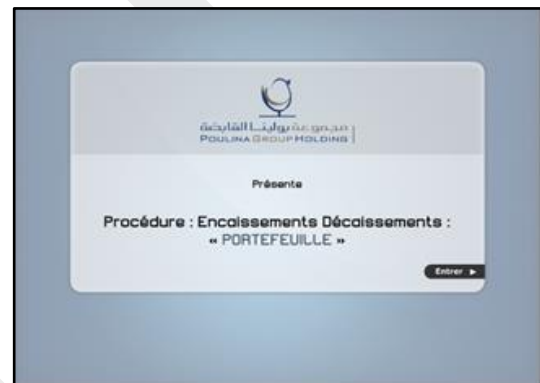 مجموعة بولينا القابضة
POULINA GROUP HOLDING
Présente
Procédure : Encaissements Décaissements :
« PORTEFEUILLE »
Entrer